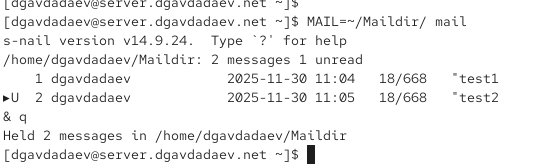 [dgavdadaev@server.dgavdadaev.net ~]$
[dgavdadaev@server.dgavdadaev.net ~]$ MAIL=~/Maildir/ mail
s-nail version v14.9.24.  Type `?' for help
/home/dgavdadaev/Maildir: 2 messages 1 unread
    1 dgavdadaev            2025-11-30 11:04   18/668   "test1
▸U  2 dgavdadaev            2025-11-30 11:05   18/668   "test2
& q
Held 2 messages in /home/dgavdadaev/Maildir
[dgavdadaev@server.dgavdadaev.net ~]$